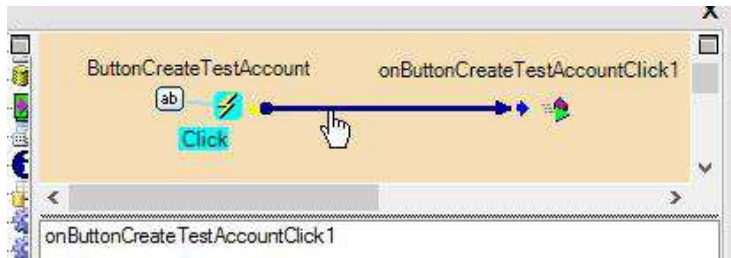 X
ButtonCreateTestAccount
onButtonCreateTestAccountClick1
ab
Click
onButtonCreateTestAccountClick1